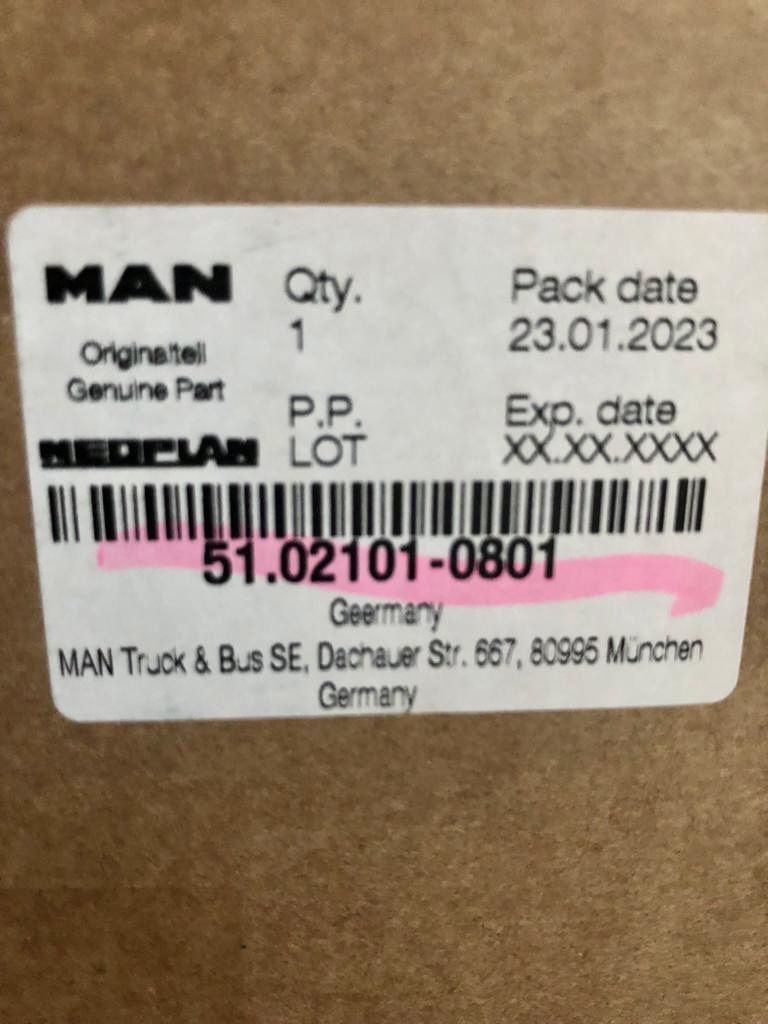 MAN Qty. Pack date
1 23.01.2023
Originalteil
Genuine Part
P.P. Exp. date
NEOPLAN LOT XX.XX.XXXX
51.02101-0801
Geermany
MAN Truck & Bus SE, Dachauer Str. 667, 80995 München
Germany